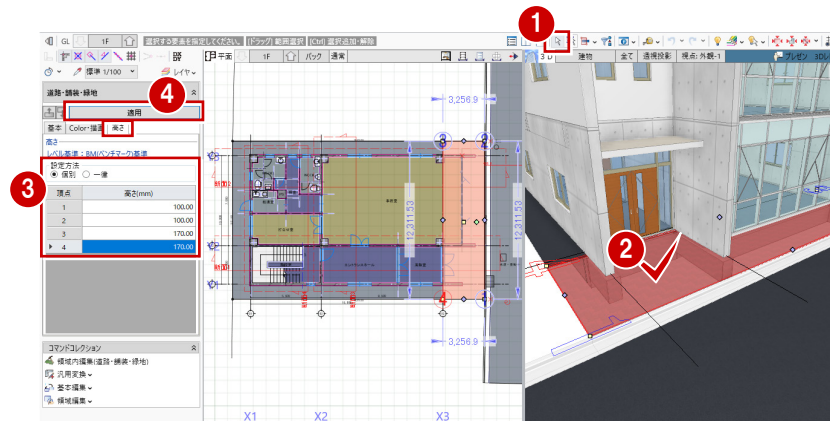 1
GL 1F 選択する要素を指定してください。 [ドラッグ] 範囲選択 [Ctrl] 選択追加・解除
標準 1/100 レイヤ
平面 1F バック 通常
3D 建物 全て 透視投影 視点: 外観-1 プレゼン 3Dレ
道路・舗装・緑地
4
適用
基本 Color・描画 高さ
高さ
レベル基準 : BM(ベンチマーク)基準
3
設定方法
個別 一律
頂点 高さ(mm)
1 100.00
2 100.00
3 170.00
4 170.00
コマンドコレクション
領域内編集(道路・舗装・緑地)
汎用変換
基本編集
領域編集
3,256.9
12,311.53
12,311.53
4
3,256.9
X1 X2 X3
2